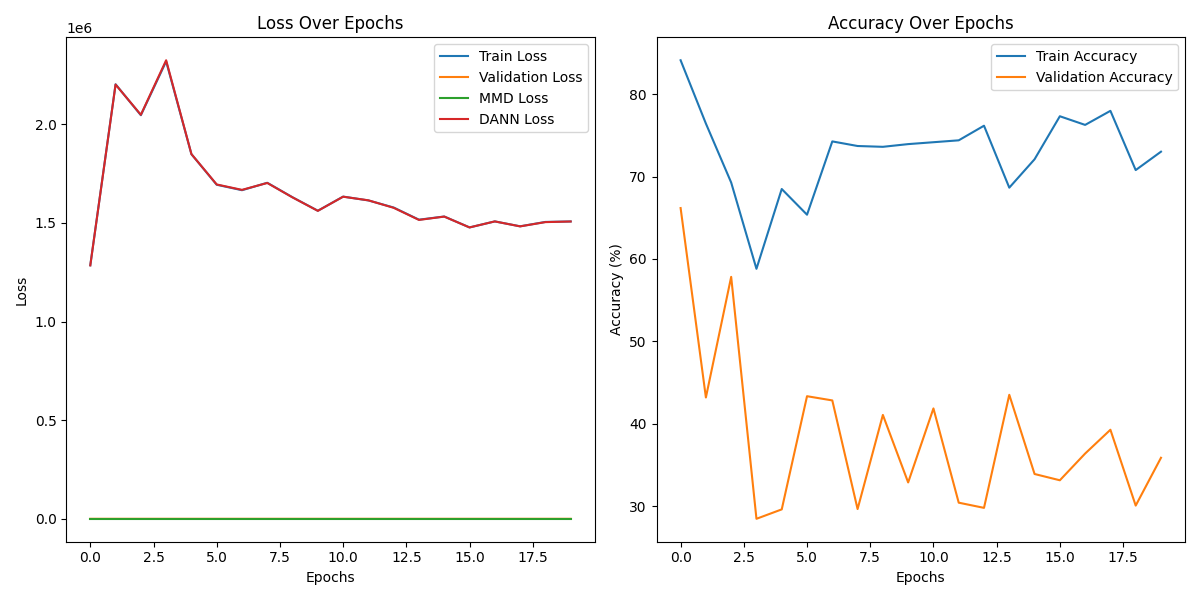 Loss Over Epochs
1e6
Train Loss
Validation Loss
MMD Loss
DANN Loss
2.0
1.5
1.0
0.5
0.0
Loss
0.0 2.5 5.0 7.5 10.0 12.5 15.0 17.5
Epochs
Accuracy Over Epochs
Train Accuracy
Validation Accuracy
80
70
60
50
40
30
Accuracy (%)
0.0 2.5 5.0 7.5 10.0 12.5 15.0 17.5
Epochs